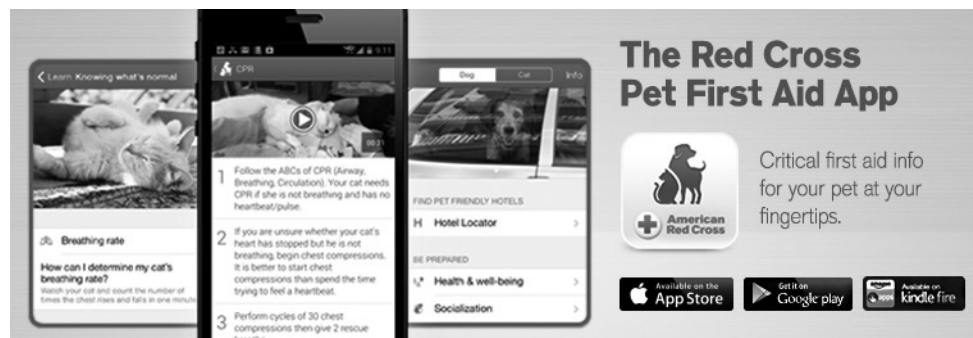 Learn Knowing what's normal
Breathing rate
How can I determine my cat's
breathing rate?
Watch your cat and count the number of
times the chest rises and falls in one minute
9:11
CPR
00:31
1 Follow the ABCs of CPR (Airway,
Breathing, Circulation). Your cat needs
CPR if she is not breathing and has no
heartbeat/pulse.
2 If you are unsure whether your cat's
heart has stopped but he is not
breathing, begin chest compressions.
It is better to start chest
compressions than spend the time
trying to feel a heartbeat.
3 Perform cycles of 30 chest
compressions then give 2 rescue
Dog Cat Info
FIND PET FRIENDLY HOTELS
H Hotel Locator
BE PREPARED
Health & well-being
Socialization
The Red Cross
Pet First Aid App
American
Red Cross
Critical first aid info
for your pet at your
fingertips.
Available on the
App Store
Get it on
Google play
amazon
apps
Available on
kindle fire